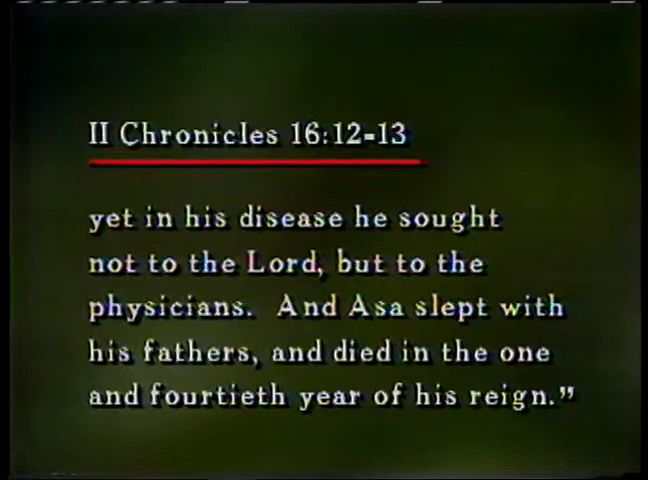 II Chronicles 16:12-13
yet in his disease he sought
not to the Lord, but to the
physicians. And Asa slept with
his fathers, and died in the one
and fourtieth year of his reign.”